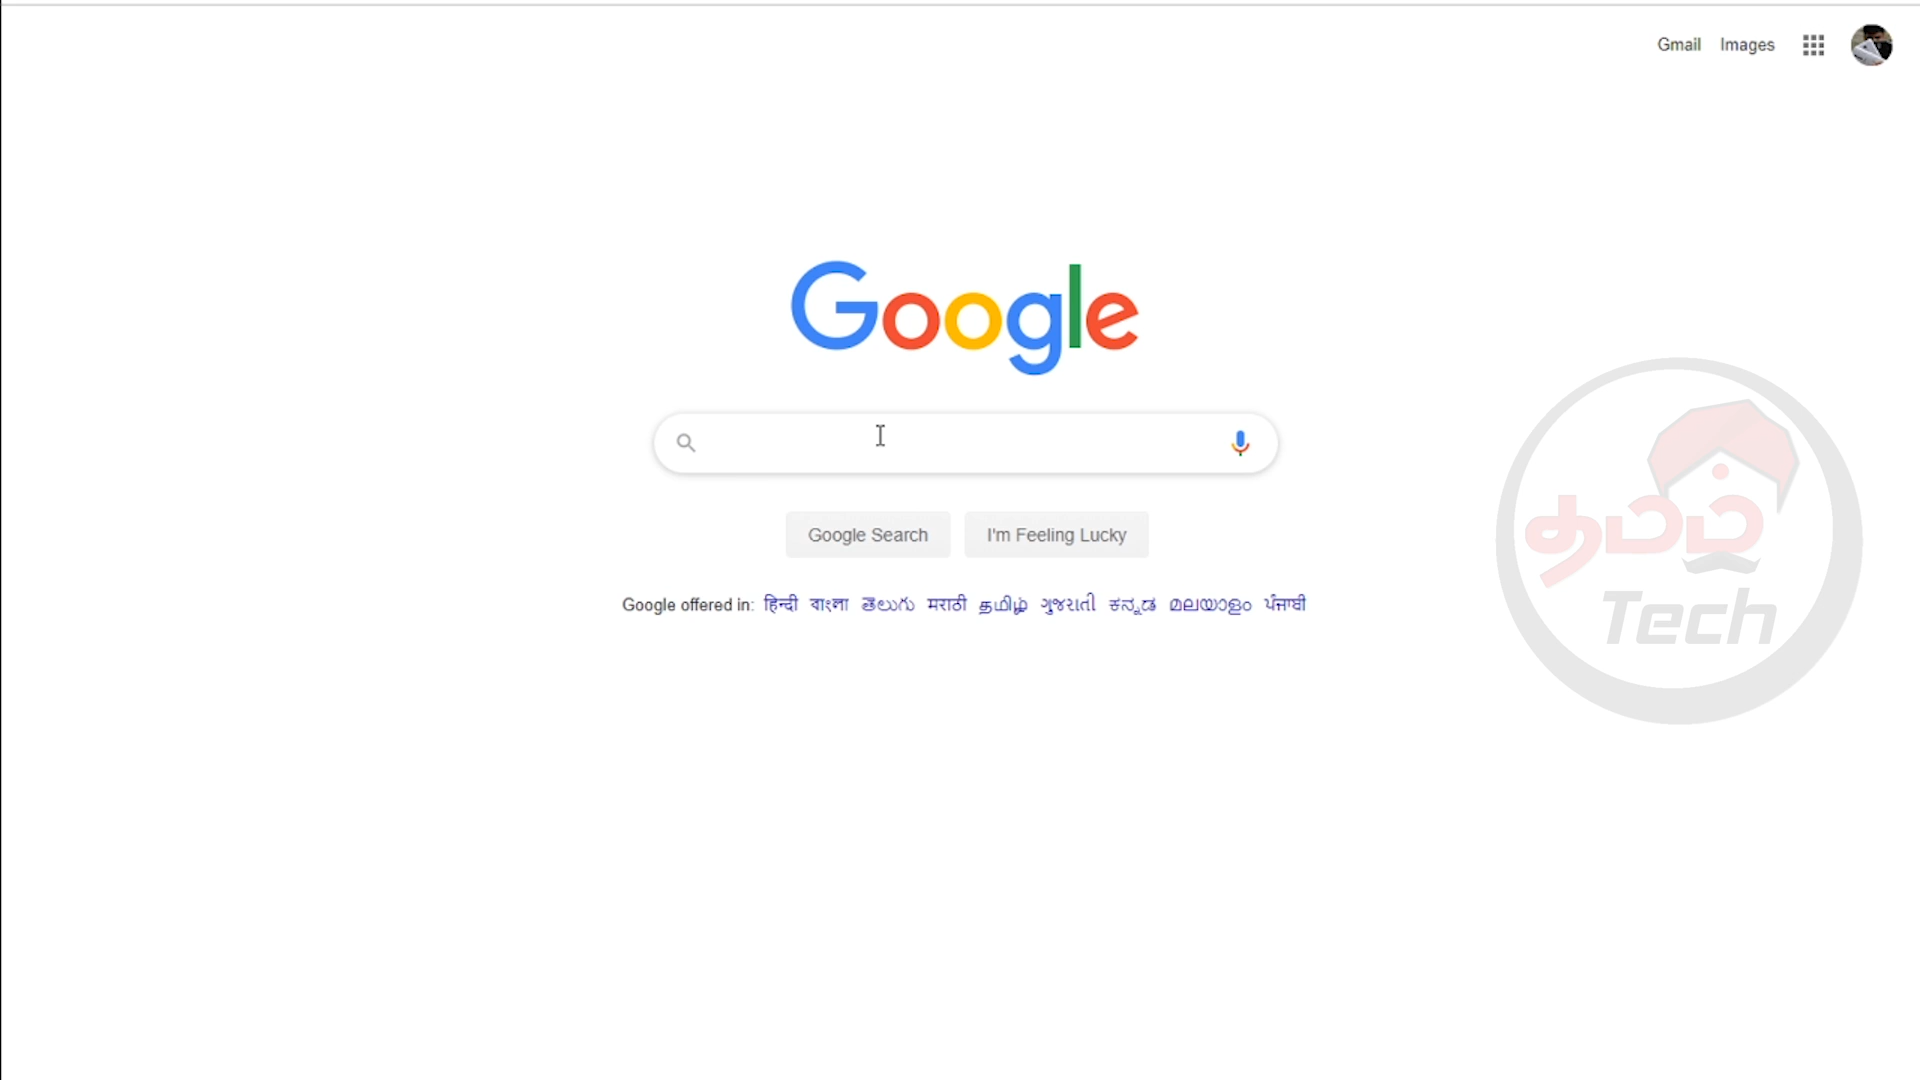 Gmail Images
Google
Google Search I'm Feeling Lucky
Google offered in: हिन्दी বাংলা తెలుగు मराठी தமிழ் ગુજરાતી ಕನ್ನಡ മലയാളം ਪੰਜਾਬੀ
தமிழ்
Tech